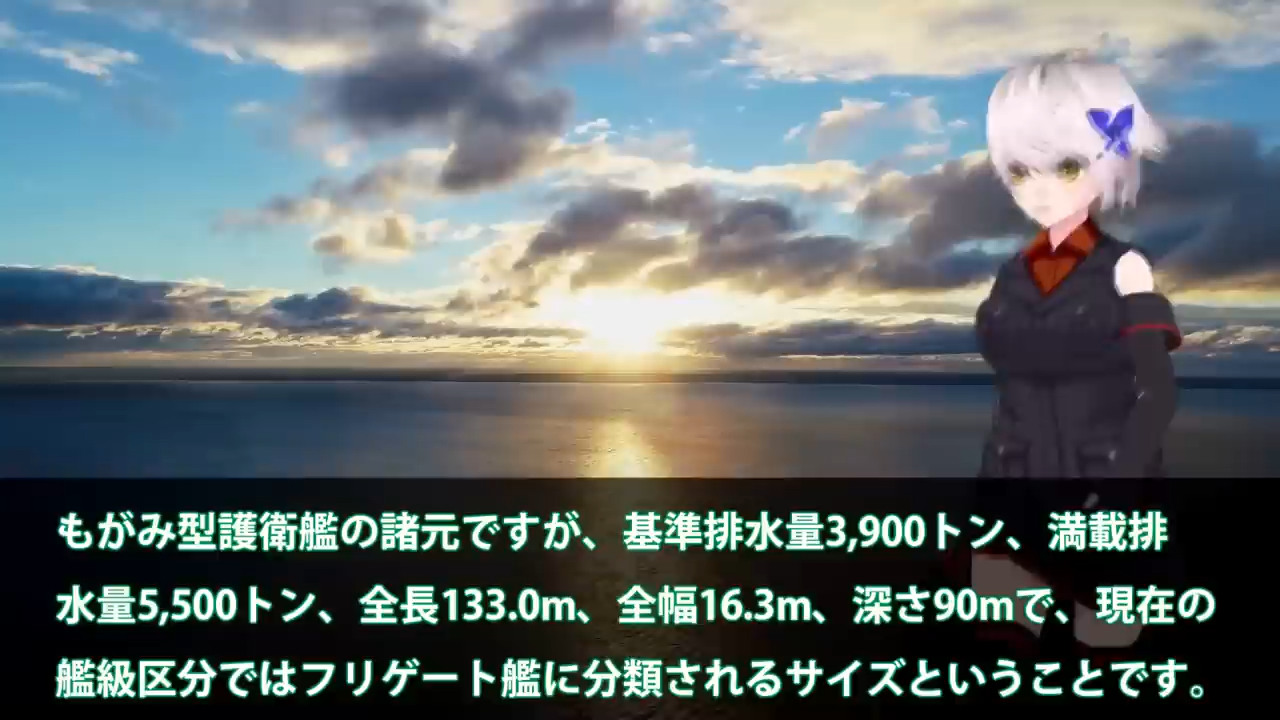 もがみ型護衛艦の諸元ですが、基準排水量3,900トン、満載排
水量5,500トン、全長133.0m、全幅16.3m、深さ90mで、現在の
艦級区分ではフリゲート艦に分類されるサイズということです。